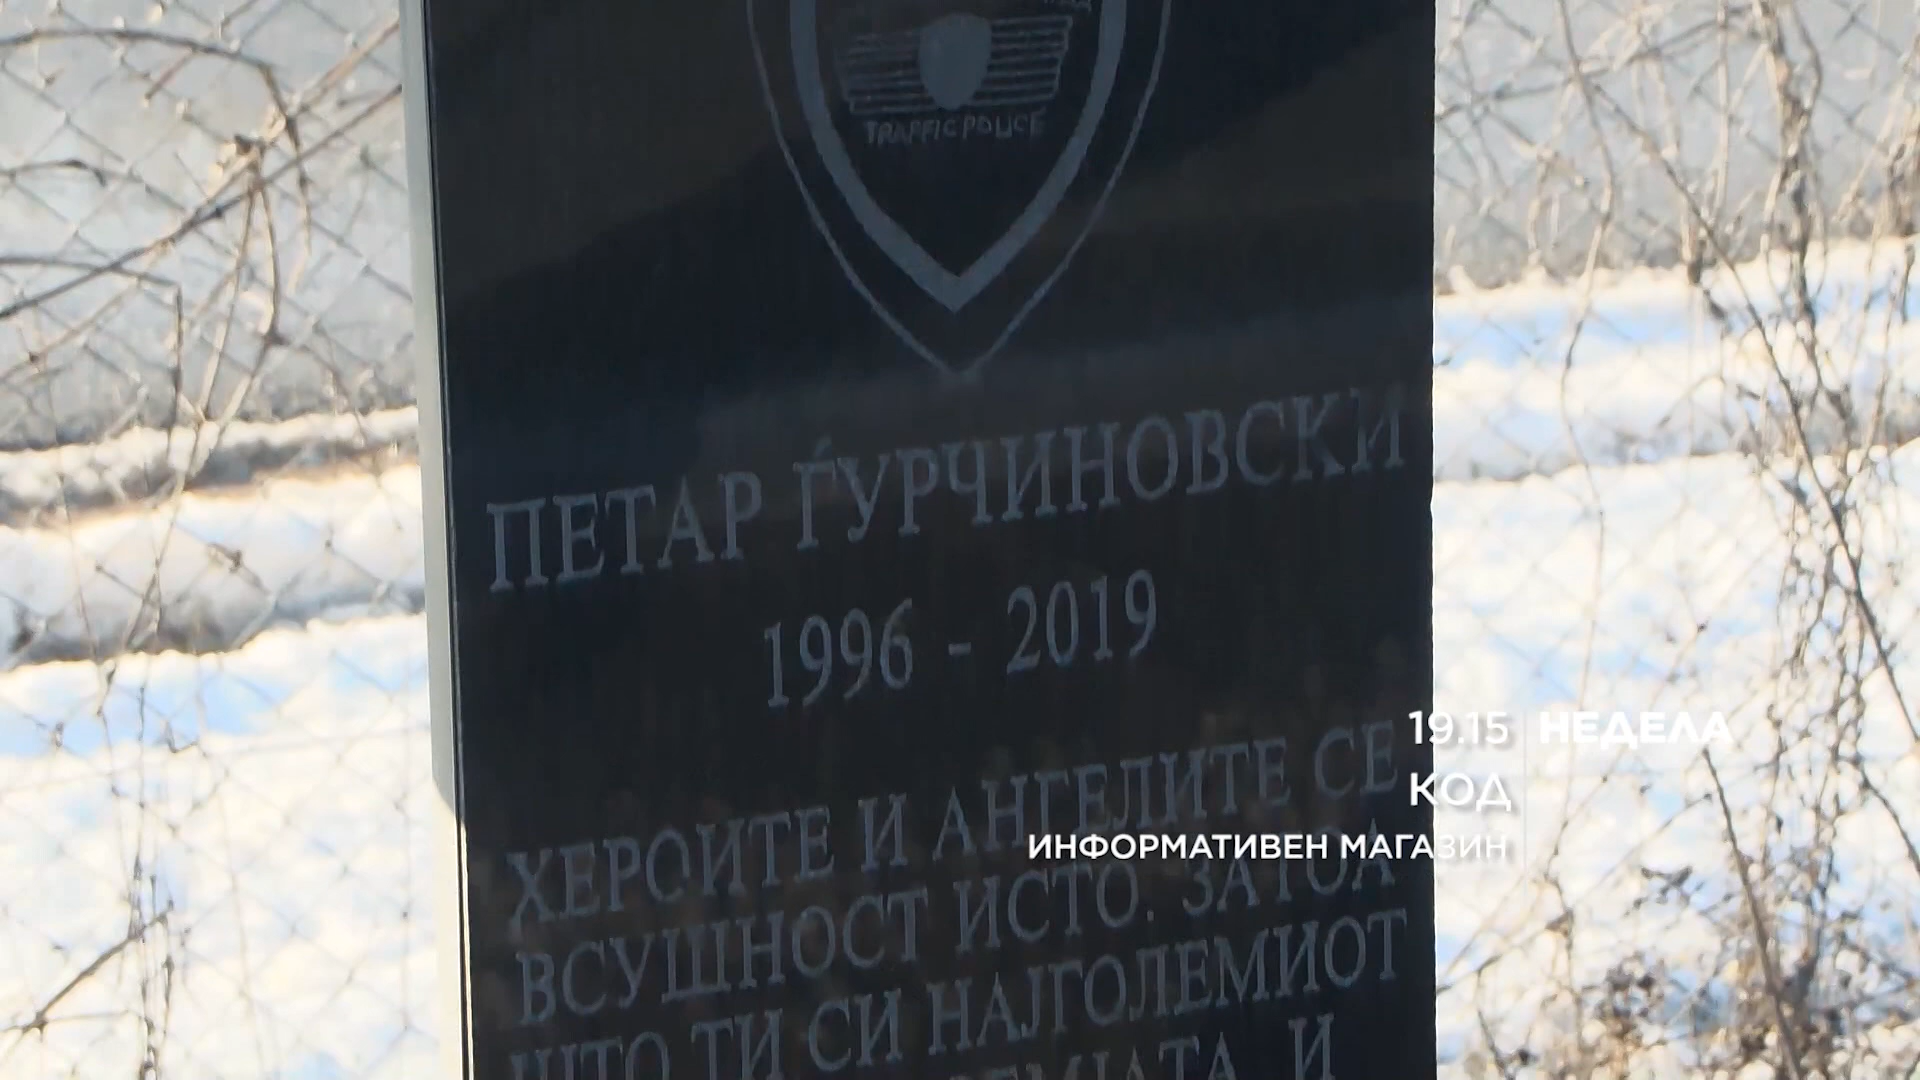 TRAFFIC POLICE
ПЕТАР ЃУРЧИНОВСКИ
1996 - 2019
ХЕРОИТЕ И АНГЕЛИТЕ СЕ
ВСУШНОСТ ИСТО. ЗАТОА
ШТО ТИ СИ НАЈГОЛЕМИОТ
И
19.15 НЕДЕЛА
КОД
ИНФОРМАТИВЕН МАГАЗИН